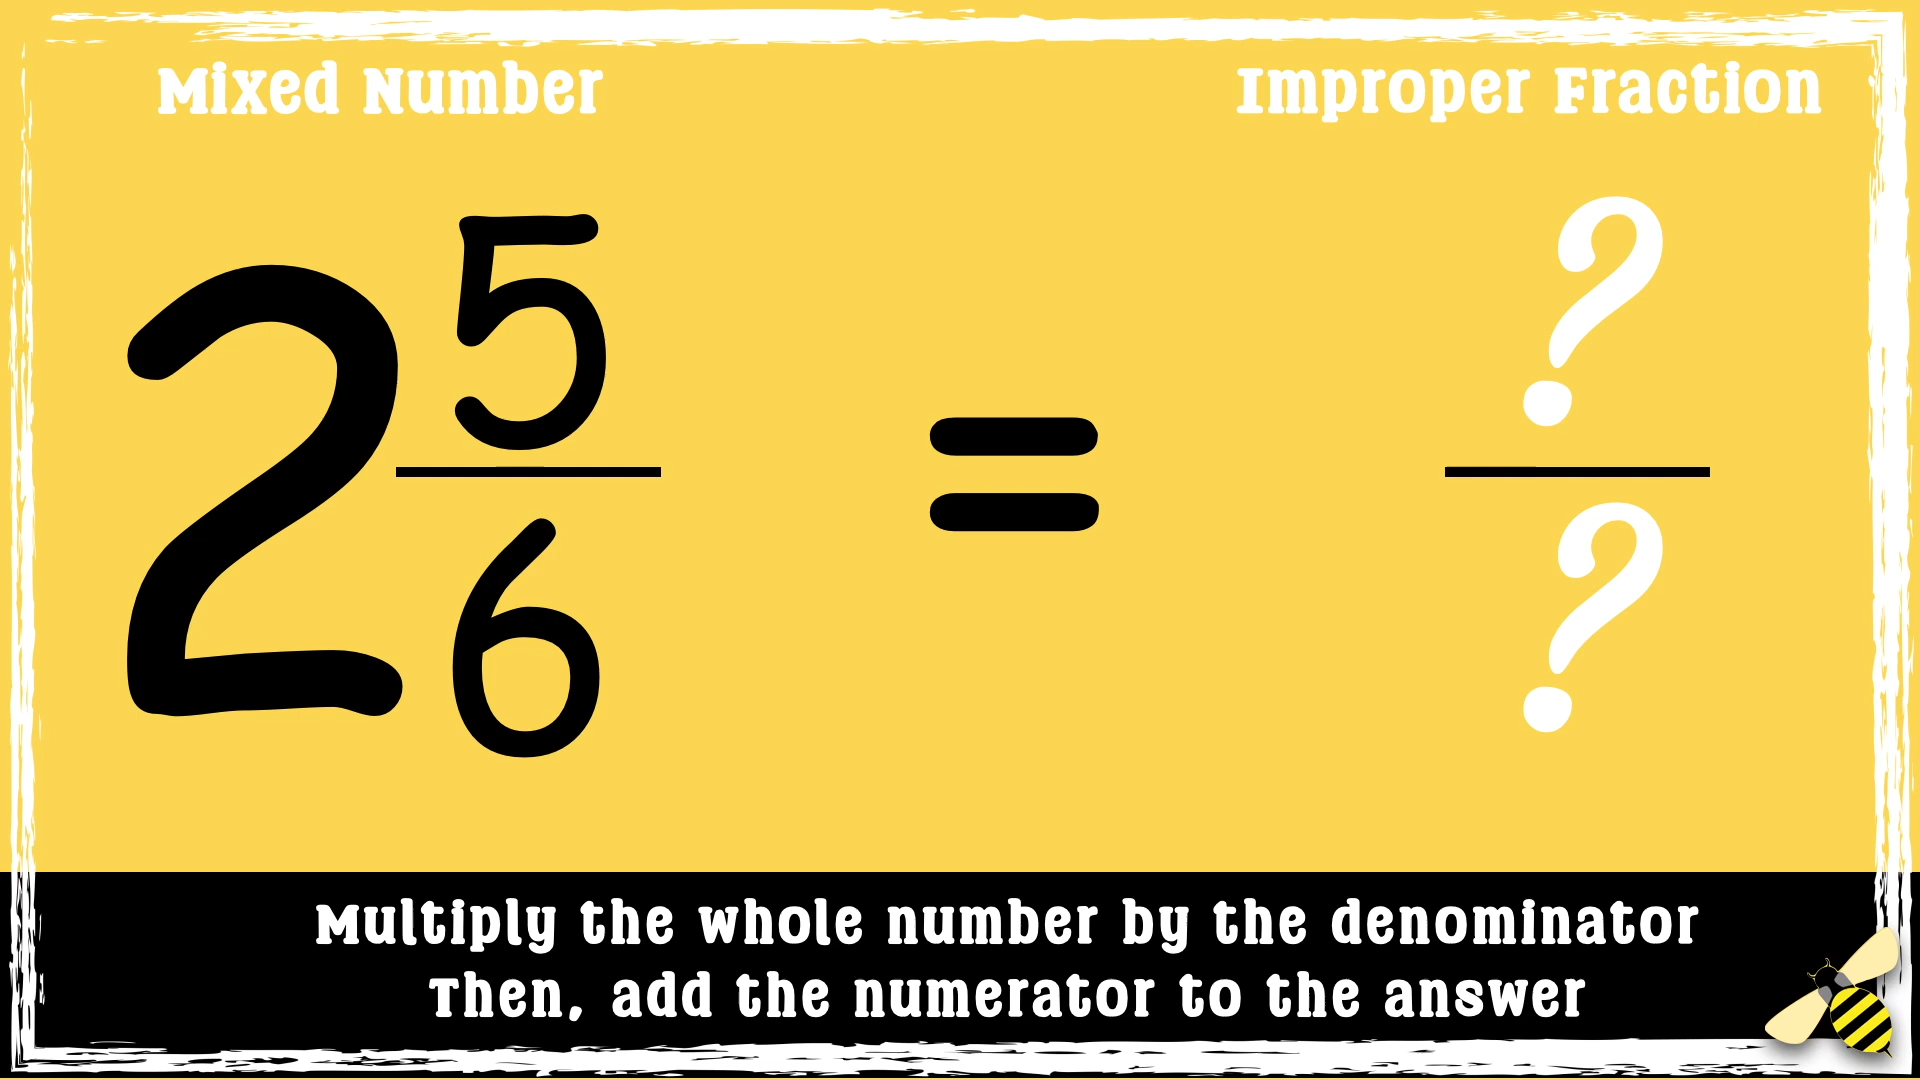 Mixed Number
Improper Fraction
2 5/6 = ?/?
Multiply the whole number by the denominator
Then, add the numerator to the answer